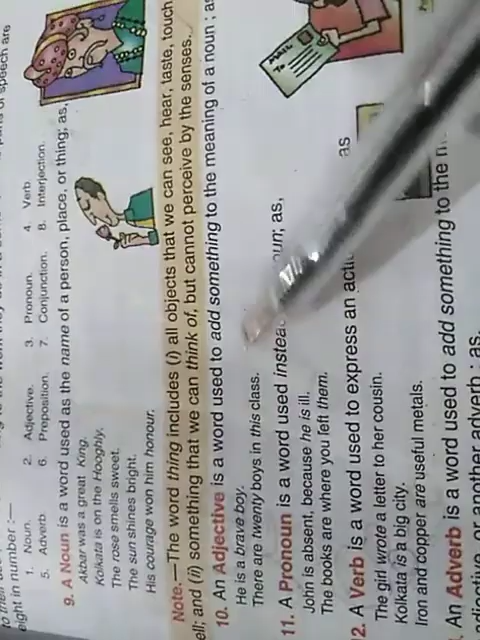 parts of speech are
eight in number :—
1. Noun. 2. Adjective. 3. Pronoun. 4. Verb
5. Adverb. 6. Preposition. 7. Conjunction. 8. Interjection.
9. A Noun is a word used as the name of a person, place, or thing; as,
Akbar was a great King.
Kolkata is on the Hooghly.
The rose smells sweet.
The sun shines bright.
His courage won him honour.
Note.—The word thing includes (i) all objects that we can see, hear, taste, touch
and (ii) something that we can think of, but cannot perceive by the senses.
10. An Adjective is a word used to add something to the meaning of a noun ; as
He is a brave boy.
There are twenty boys in this class.
11. A Pronoun is a word used as,
John is absent, because he is ill.
The books are where you left them.
2. A Verb is a word used to express an as
The girl wrote a letter to her cousin.
Kolkata is a big city.
Iron and copper are useful metals.
An Adverb is a word used to add something to the
or another adverb ; as,
MAIL
To